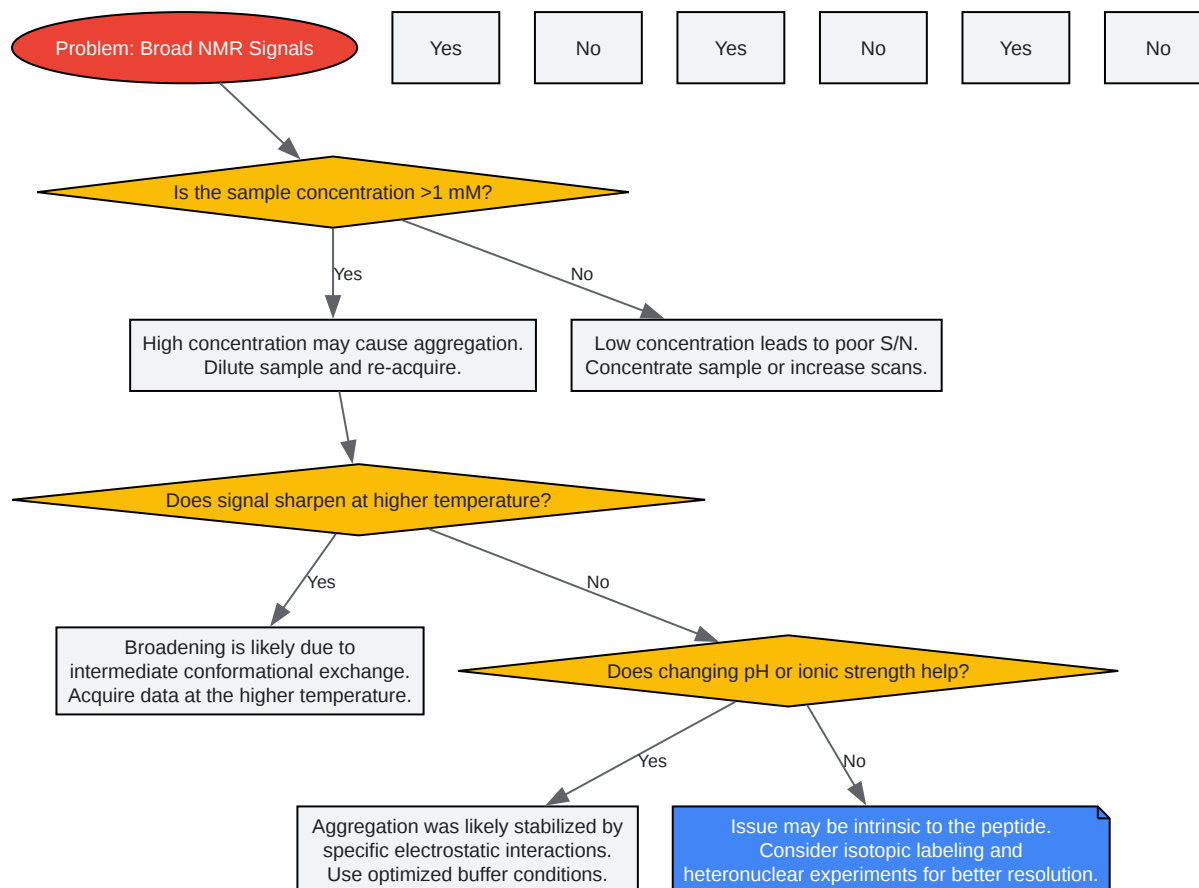 Problem: Broad NMR Signals
Yes
No
Yes
No
Yes
No
Is the sample concentration >1 mM?
Yes
No
High concentration may cause aggregation.
Dilute sample and re-acquire.
Low concentration leads to poor S/N.
Concentrate sample or increase scans.
Does signal sharpen at higher temperature?
Yes
No
Broadening is likely due to
intermediate conformational exchange.
Acquire data at the higher temperature.
Does changing pH or ionic strength help?
Yes
No
Aggregation was likely stabilized by
specific electrostatic interactions.
Use optimized buffer conditions.
Issue may be intrinsic to the peptide.
Consider isotopic labeling and
heteronuclear experiments for better resolution.